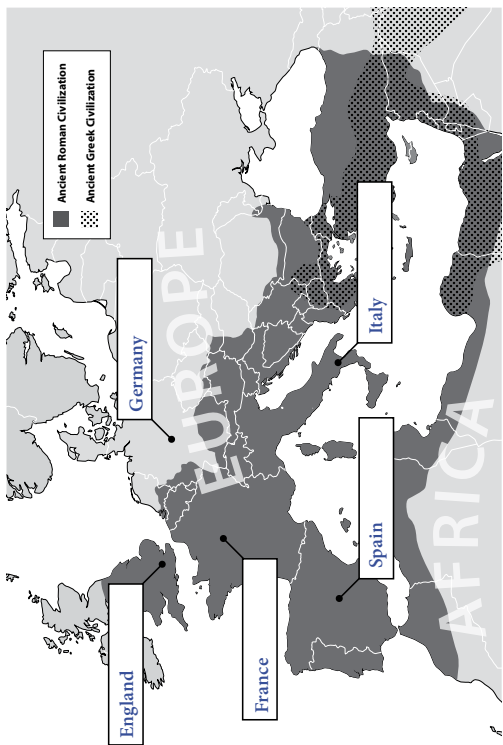 Ancient Roman Civilization
Ancient Greek Civilization
England
Germany
EUROPE
France
Italy
Spain
AFRICA